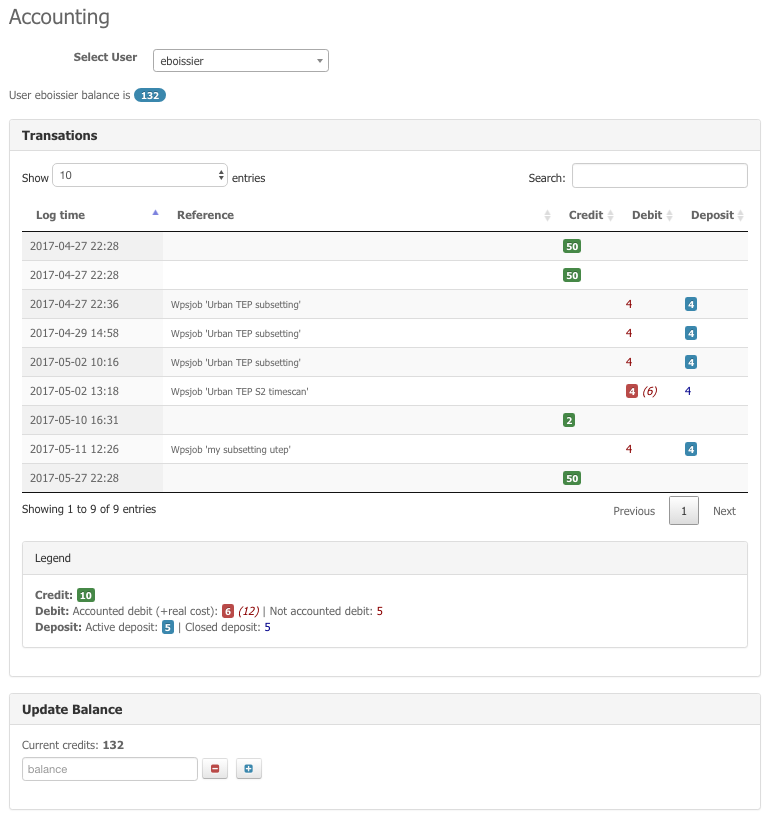 Accounting
Select User eboissier
User eboissier balance is 132
Transations
Show 10 entries Search:
Log time Reference Credit Debit Deposit
2017-04-27 22:28 50
2017-04-27 22:28 50
2017-04-27 22:36 Wpsjob 'Urban TEP subsetting' 4 4
2017-04-29 14:58 Wpsjob 'Urban TEP subsetting' 4 4
2017-05-02 10:16 Wpsjob 'Urban TEP subsetting' 4 4
2017-05-02 13:18 Wpsjob 'Urban TEP S2 timescan' 4 (6) 4
2017-05-10 16:31 2
2017-05-11 12:26 Wpsjob 'my subsetting utep' 4 4
2017-05-27 22:28 50
Showing 1 to 9 of 9 entries Previous 1 Next
Legend
Credit: 10
Debit: Accounted debit (+real cost): 6 (12) | Not accounted debit: 5
Deposit: Active deposit: 5 | Closed deposit: 5
Update Balance
Current credits: 132
balance